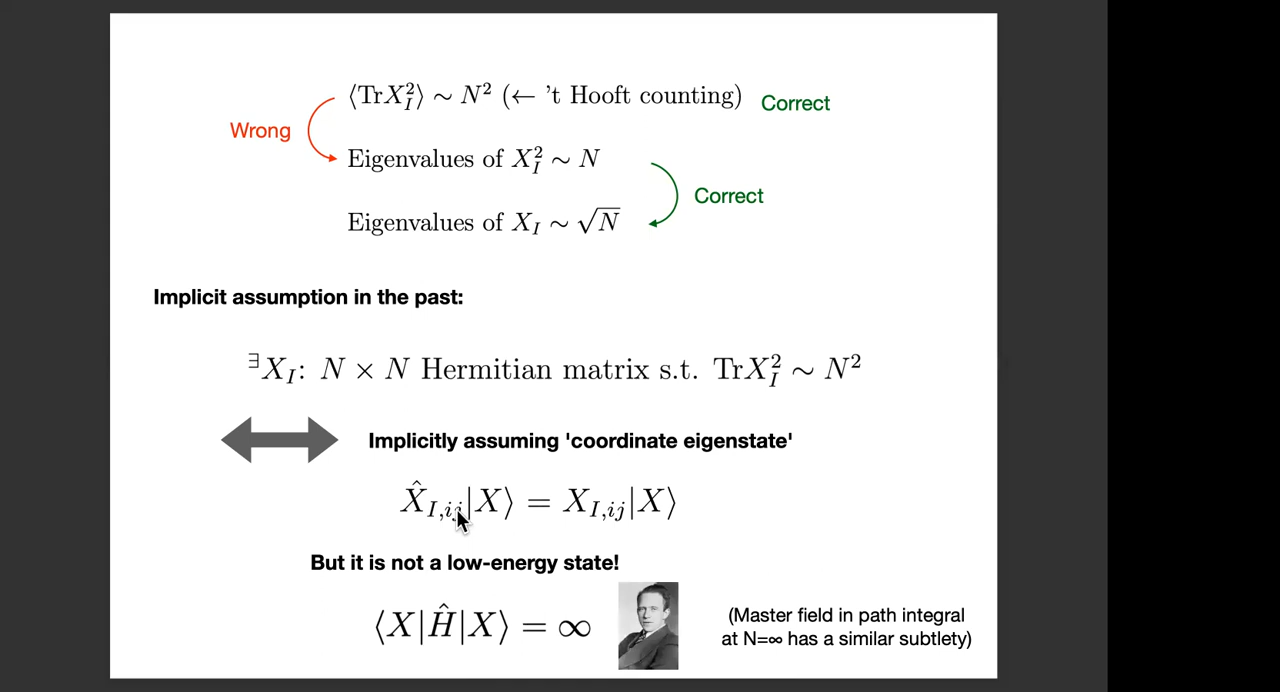 ⟨TrX_I^2⟩ ∼ N^2 (← 't Hooft counting) Correct
Wrong
Eigenvalues of X_I^2 ∼ N
Correct
Eigenvalues of X_I ∼ √N
Implicit assumption in the past:
∃X_I: N × N Hermitian matrix s.t. TrX_I^2 ∼ N^2
Implicitly assuming 'coordinate eigenstate'
X̂_{I,ij}|X⟩ = X_{I,ij}|X⟩
But it is not a low-energy state!
⟨X|Ĥ|X⟩ = ∞
(Master field in path integral
at N=∞ has a similar subtlety)